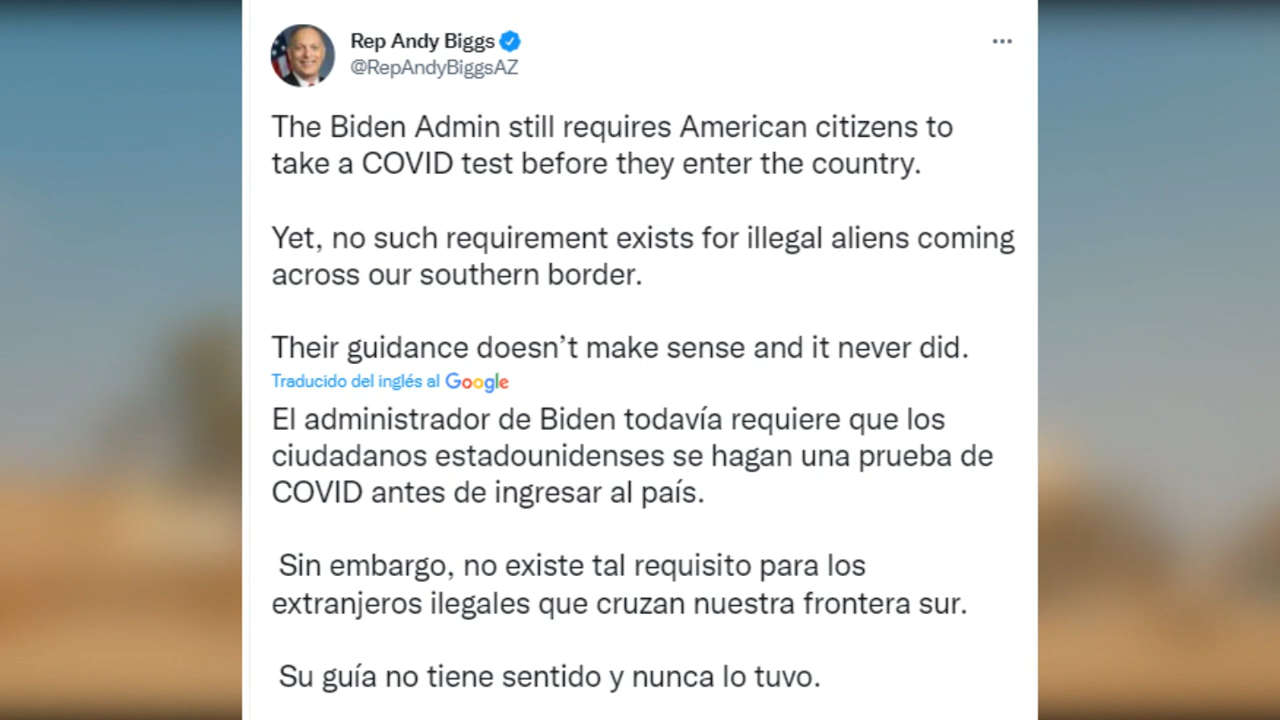 Rep Andy Biggs
@RepAndyBiggsAZ
The Biden Admin still requires American citizens to
take a COVID test before they enter the country.
Yet, no such requirement exists for illegal aliens coming
across our southern border.
Their guidance doesn’t make sense and it never did.
Traducido del inglés al Google
El administrador de Biden todavía requiere que los
ciudadanos estadounidenses se hagan una prueba de
COVID antes de ingresar al país.
Sin embargo, no existe tal requisito para los
extranjeros ilegales que cruzan nuestra frontera sur.
Su guía no tiene sentido y nunca lo tuvo.